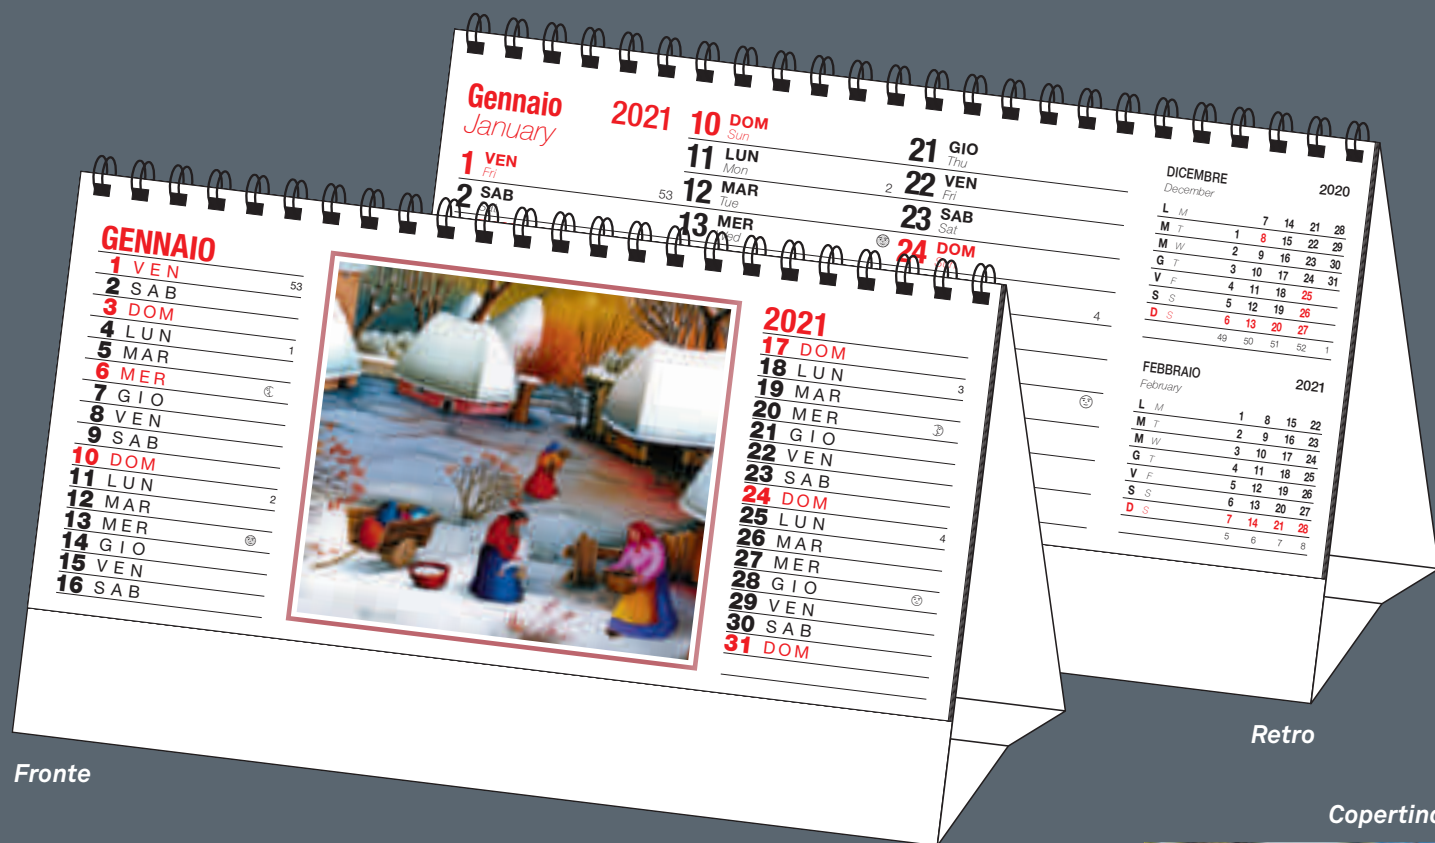 Gennaio 2021
January
1 VEN
Fri
2 SAB 53
10 DOM
Sun
11 LUN
Mon 2
12 MAR
Tue
13 MER
21 GIO
Thu
22 VEN
Fri
23 SAB
Sat
24 DOM
4
DICEMBRE 2020
December
L M 7 14 21 28
M T 1 8 15 22 29
M W 2 9 16 23 30
G T 3 10 17 24 31
V F 4 11 18 25
S S 5 12 19 26
D S 6 13 20 27
49 50 51 52 1
FEBBRAIO 2021
February
L M 1 8 15 22
M T 2 9 16 23
M W 3 10 17 24
G T 4 11 18 25
V F 5 12 19 26
S S 6 13 20 27
D S 7 14 21 28
5 6 7 8
GENNAIO
1 VEN 53
2 SAB
3 DOM
4 LUN 1
5 MAR
6 MER
7 GIO
8 VEN
9 SAB
10 DOM
11 LUN 2
12 MAR
13 MER
14 GIO
15 VEN
16 SAB
2021
17 DOM
18 LUN 3
19 MAR
20 MER
21 GIO
22 VEN
23 SAB
24 DOM
25 LUN 4
26 MAR
27 MER
28 GIO
29 VEN
30 SAB
31 DOM
Retro
Fronte
Copertina